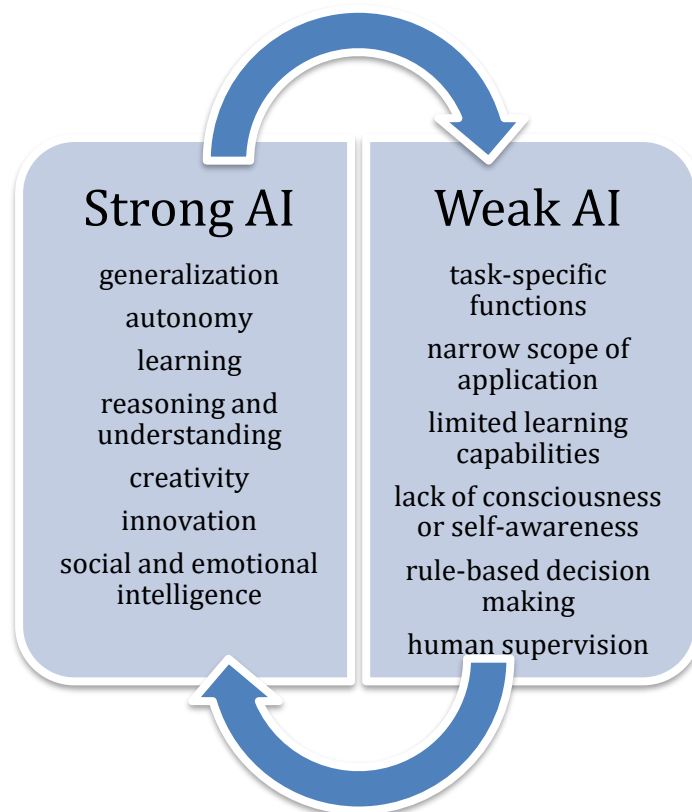 Strong AI
generalization
autonomy
learning
reasoning and
understanding
creativity
innovation
social and emotional
intelligence
Weak AI
task-specific
functions
narrow scope of
application
limited learning
capabilities
lack of consciousness
or self-awareness
rule-based decision
making
human supervision